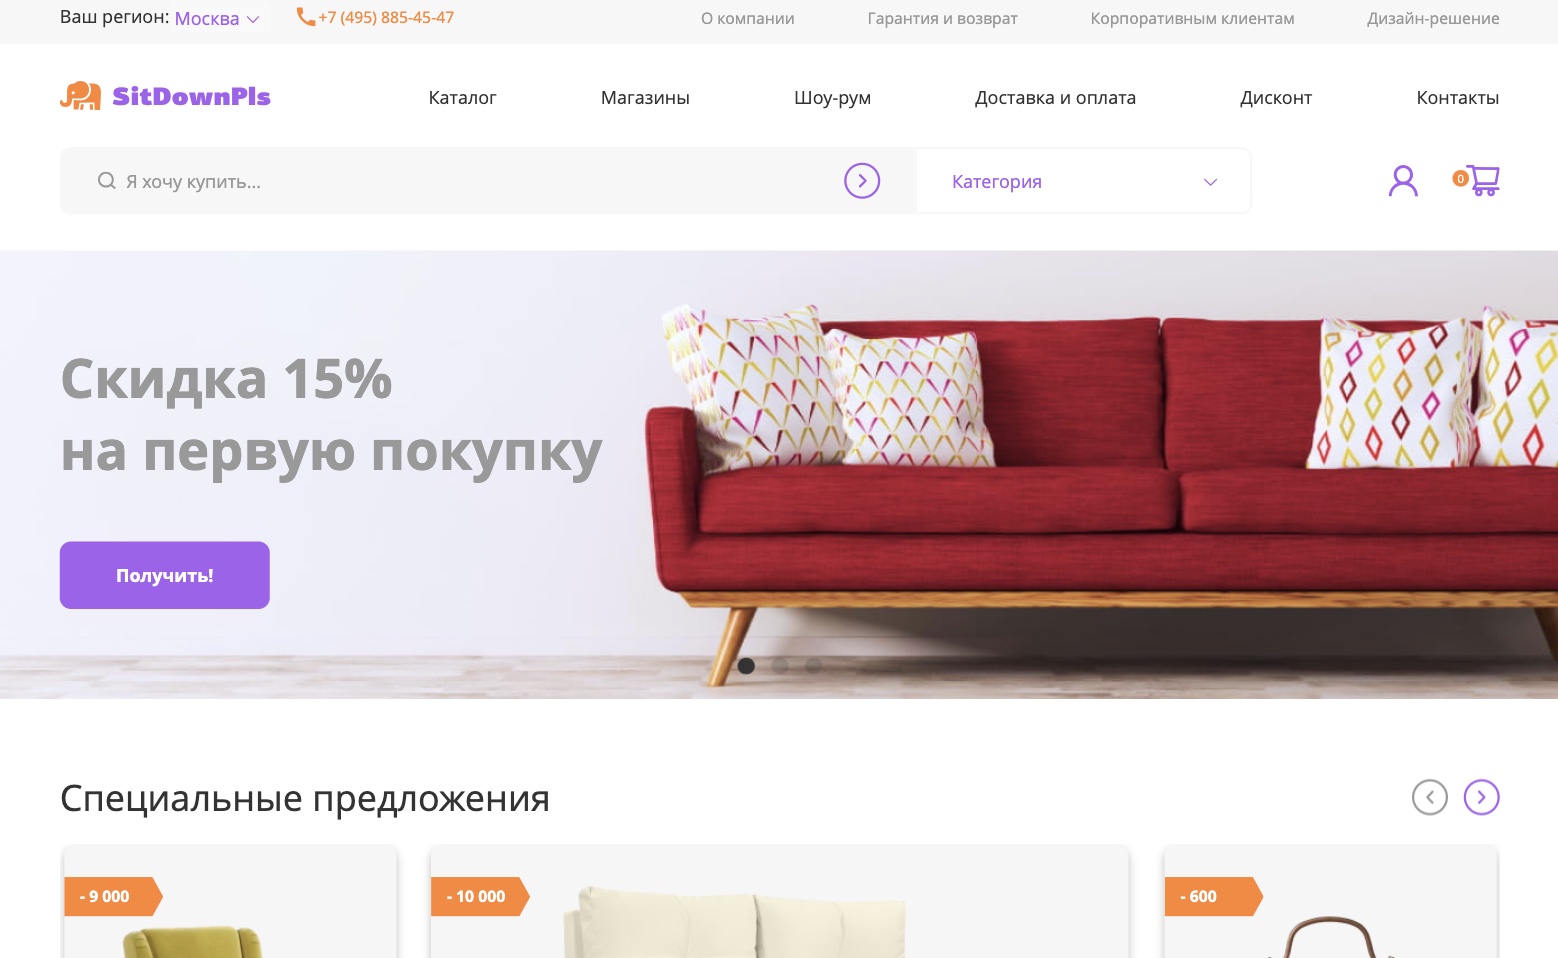 Ваш регион: Москва
+7 (495) 885-45-47
О компании
Гарантия и возврат
Корпоративным клиентам
Дизайн-решение
SitDownPls
Каталог
Магазины
Шоу-рум
Доставка и оплата
Дисконт
Контакты
Я хочу купить...
Категория
0
Скидка 15%
на первую покупку
Получить!
Специальные предложения
- 9 000
- 10 000
- 600